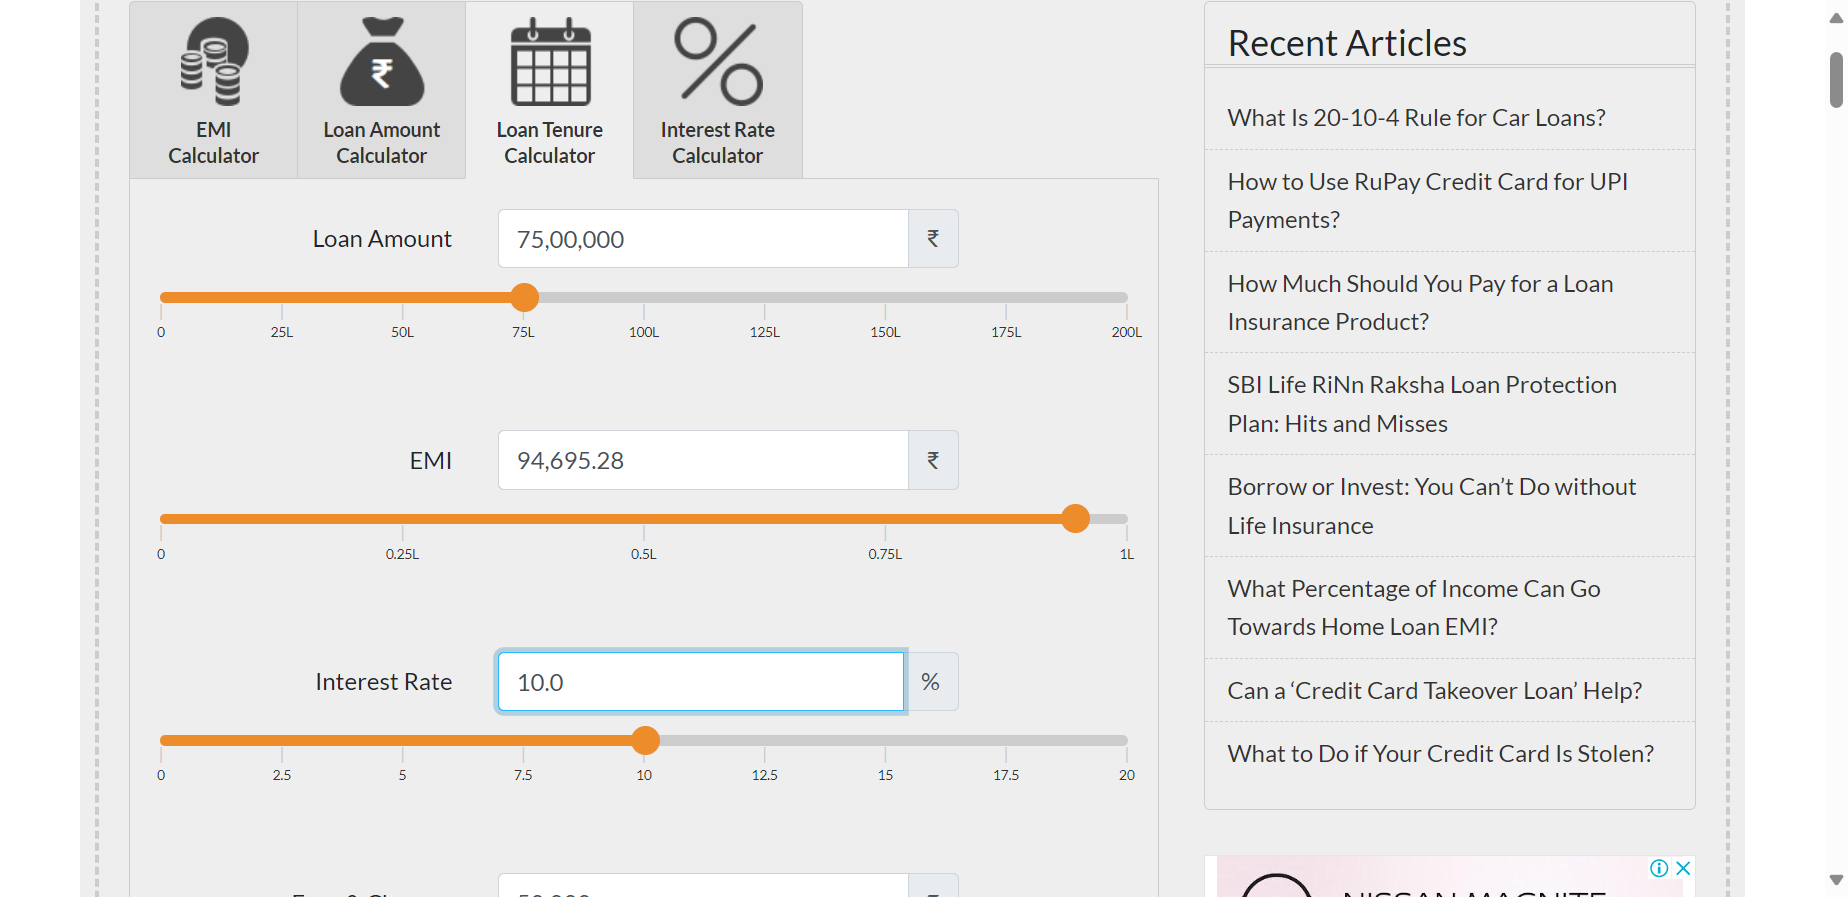 EMI
Calculator
Loan Amount
Calculator
Loan Tenure
Calculator
Interest Rate
Calculator
Loan Amount
75,00,000
₹
0 25L 50L 75L 100L 125L 150L 175L 200L
EMI
94,695.28
₹
0 0.25L 0.5L 0.75L 1L
Interest Rate
10.0
%
0 2.5 5 7.5 10 12.5 15 17.5 20
Recent Articles
What Is 20-10-4 Rule for Car Loans?
How to Use RuPay Credit Card for UPI
Payments?
How Much Should You Pay for a Loan
Insurance Product?
SBI Life RiNn Raksha Loan Protection
Plan: Hits and Misses
Borrow or Invest: You Can’t Do without
Life Insurance
What Percentage of Income Can Go
Towards Home Loan EMI?
Can a ‘Credit Card Takeover Loan’ Help?
What to Do if Your Credit Card Is Stolen?
NISSAN MAGNITE